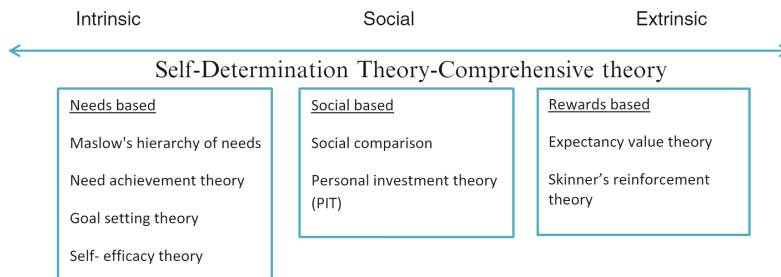 Intrinsic Social Extrinsic
Self-Determination Theory-Comprehensive theory
Needs based
Maslow's hierarchy of needs
Need achievement theory
Goal setting theory
Self- efficacy theory
Social based
Social comparison
Personal investment theory
(PIT)
Rewards based
Expectancy value theory
Skinner’s reinforcement
theory